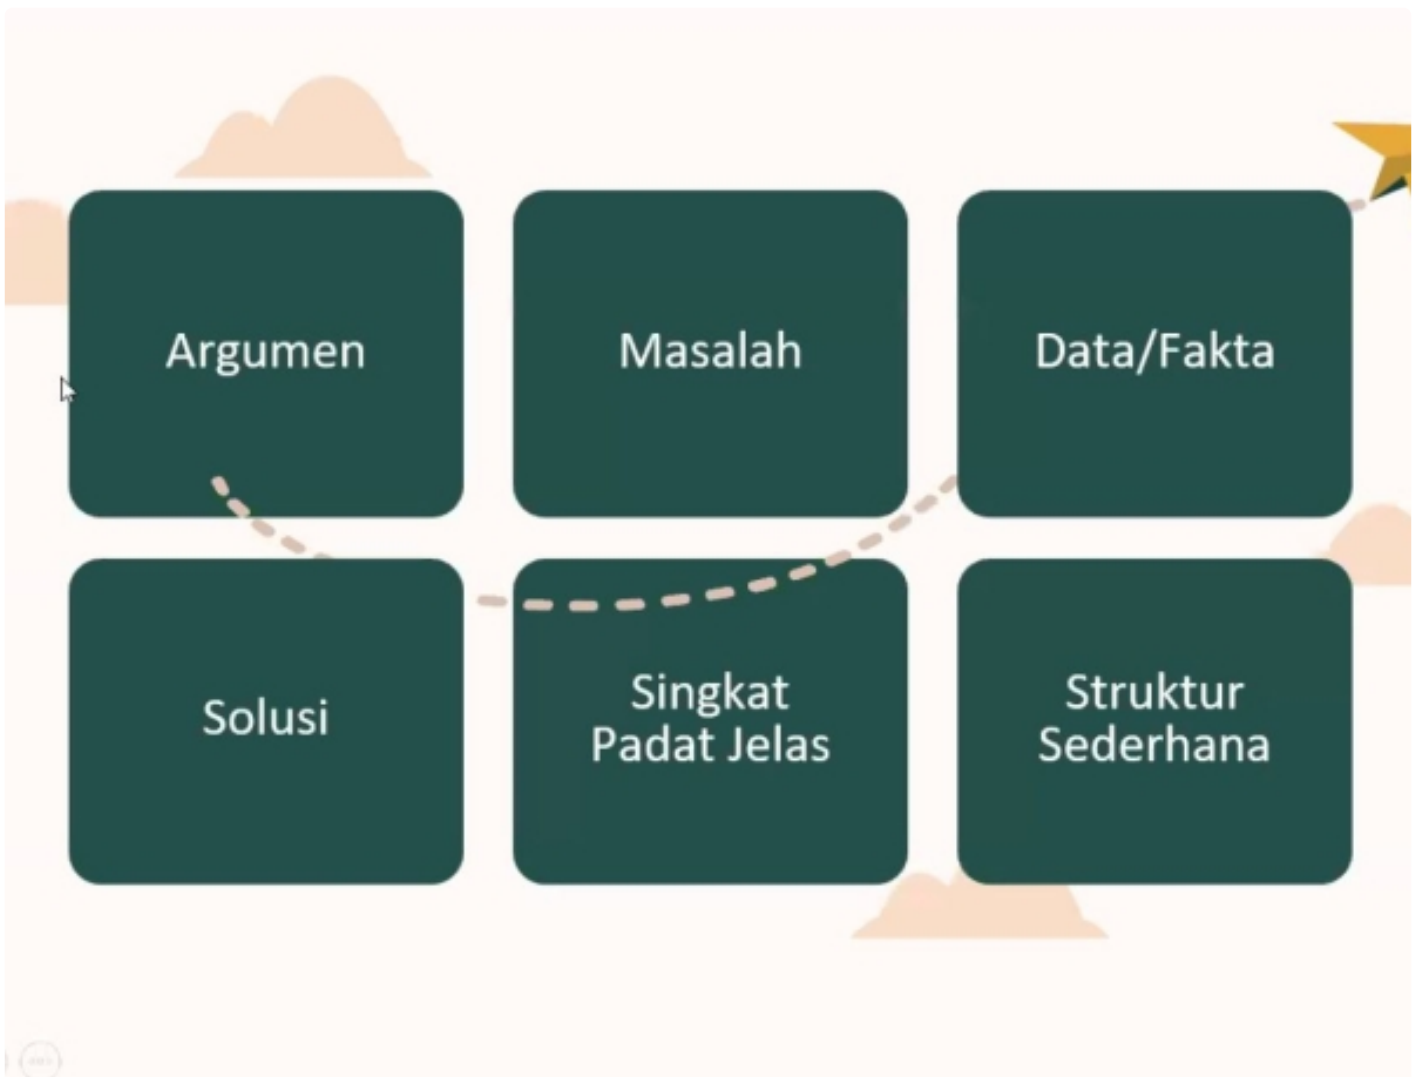 Argumen
Masalah
Data/Fakta
Solusi
Singkat
Padat Jelas
Struktur
Sederhana